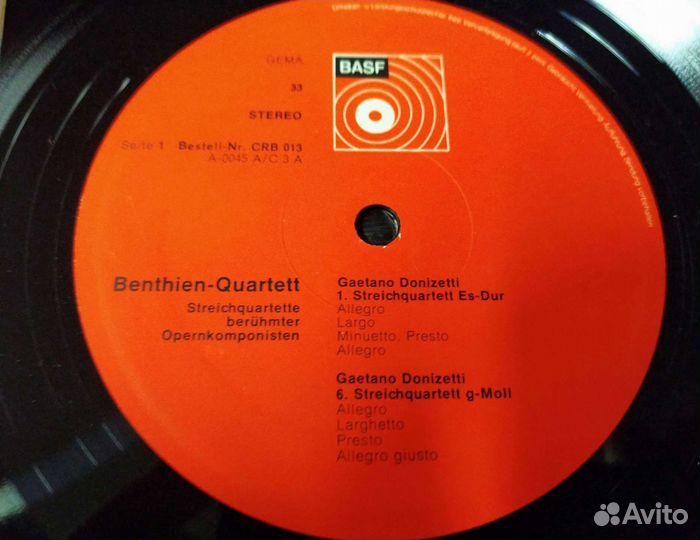 GEMA
33
STEREO
Seite 1 Bestell-Nr. CRB 013
A-0045 A/C 3 A
BASF
Benthien-Quartett
Streichquartette
berühmter
Opernkomponisten
Gaetano Donizetti
1. Streichquartett Es-Dur
Allegro
Largo
Minuetto. Presto
Allegro
Gaetano Donizetti
6. Streichquartett g-Moll
Allegro
Larghetto
Presto
Allegro giusto
Avito